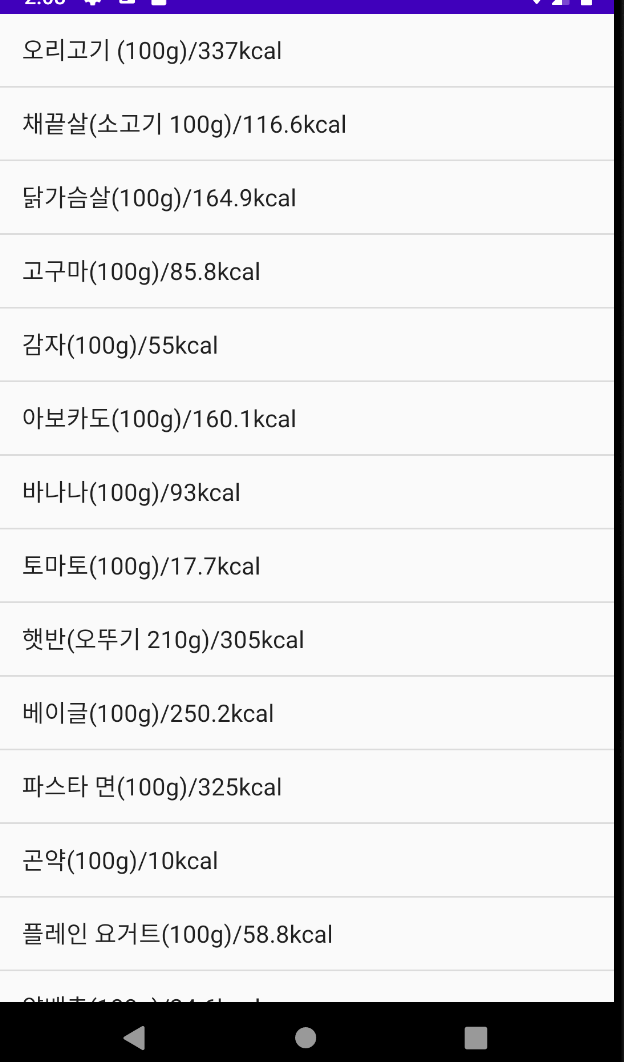 오리고기 (100g)/337kcal
채끝살(소고기 100g)/116.6kcal
닭가슴살(100g)/164.9kcal
고구마(100g)/85.8kcal
감자(100g)/55kcal
아보카도(100g)/160.1kcal
바나나(100g)/93kcal
토마토(100g)/17.7kcal
햇반(오뚜기 210g)/305kcal
베이글(100g)/250.2kcal
파스타 면(100g)/325kcal
곤약(100g)/10kcal
플레인 요거트(100g)/58.8kcal